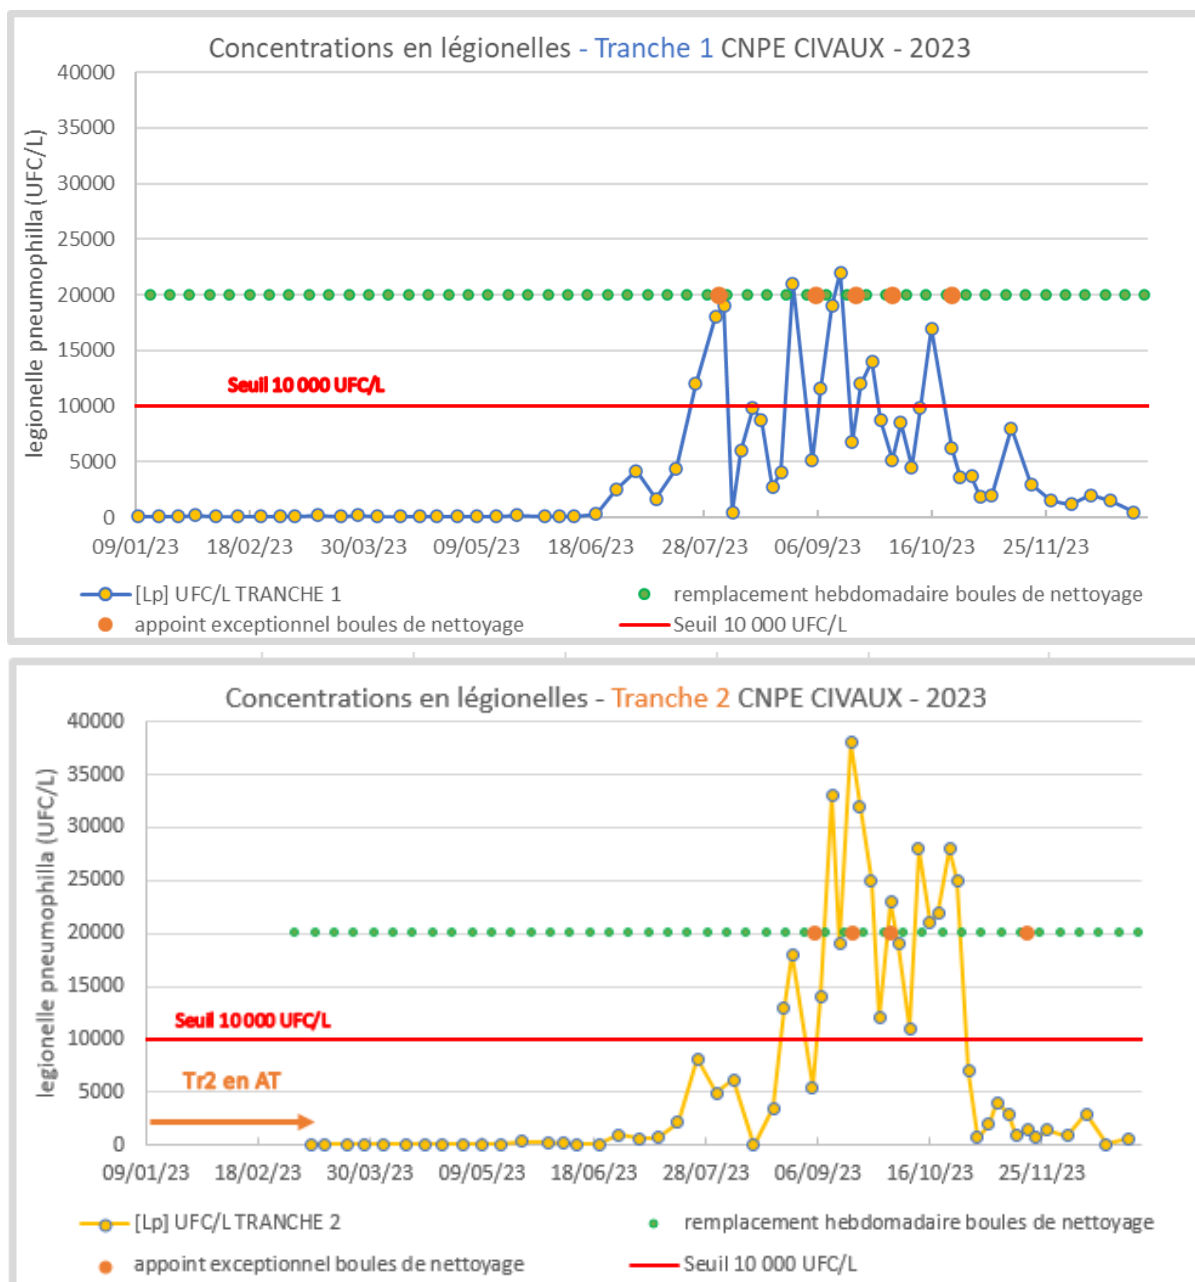 Concentrations en légionelles - Tranche 1 CNPE CIVAUX - 2023
legionelle pneumophilla (UFC/L)
40000
35000
30000
25000
20000
15000
Seuil 10 000 UFC/L
10000
5000
0
09/01/23 18/02/23 30/03/23 09/05/23 18/06/23 28/07/23 06/09/23 16/10/23 25/11/23
[Lp] UFC/L TRANCHE 1 remplacement hebdomadaire boules de nettoyage
appoint exceptionnel boules de nettoyage Seuil 10 000 UFC/L
Concentrations en légionelles - Tranche 2 CNPE CIVAUX - 2023
legionelle pneumophilla (UFC/L)
40000
35000
30000
25000
20000
15000
Seuil 10 000 UFC/L
10000
Tr2 en AT
5000
0
09/01/23 18/02/23 30/03/23 09/05/23 18/06/23 28/07/23 06/09/23 16/10/23 25/11/23
[Lp] UFC/L TRANCHE 2 remplacement hebdomadaire boules de nettoyage
appoint exceptionnel boules de nettoyage Seuil 10 000 UFC/L